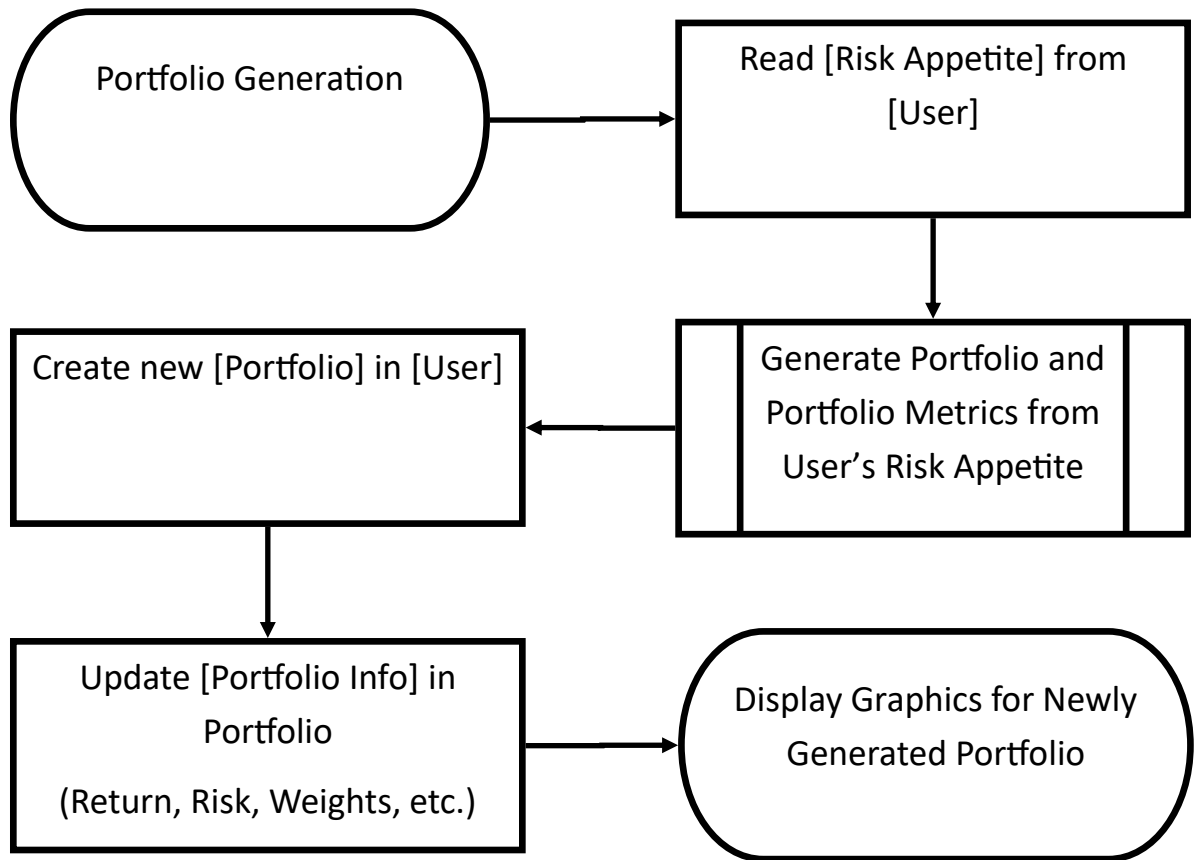 Portfolio Generation
Read [Risk Appetite] from
[User]
Generate Portfolio and
Portfolio Metrics from
User’s Risk Appetite
Create new [Portfolio] in [User]
Update [Portfolio Info] in
Portfolio
(Return, Risk, Weights, etc.)
Display Graphics for Newly
Generated Portfolio